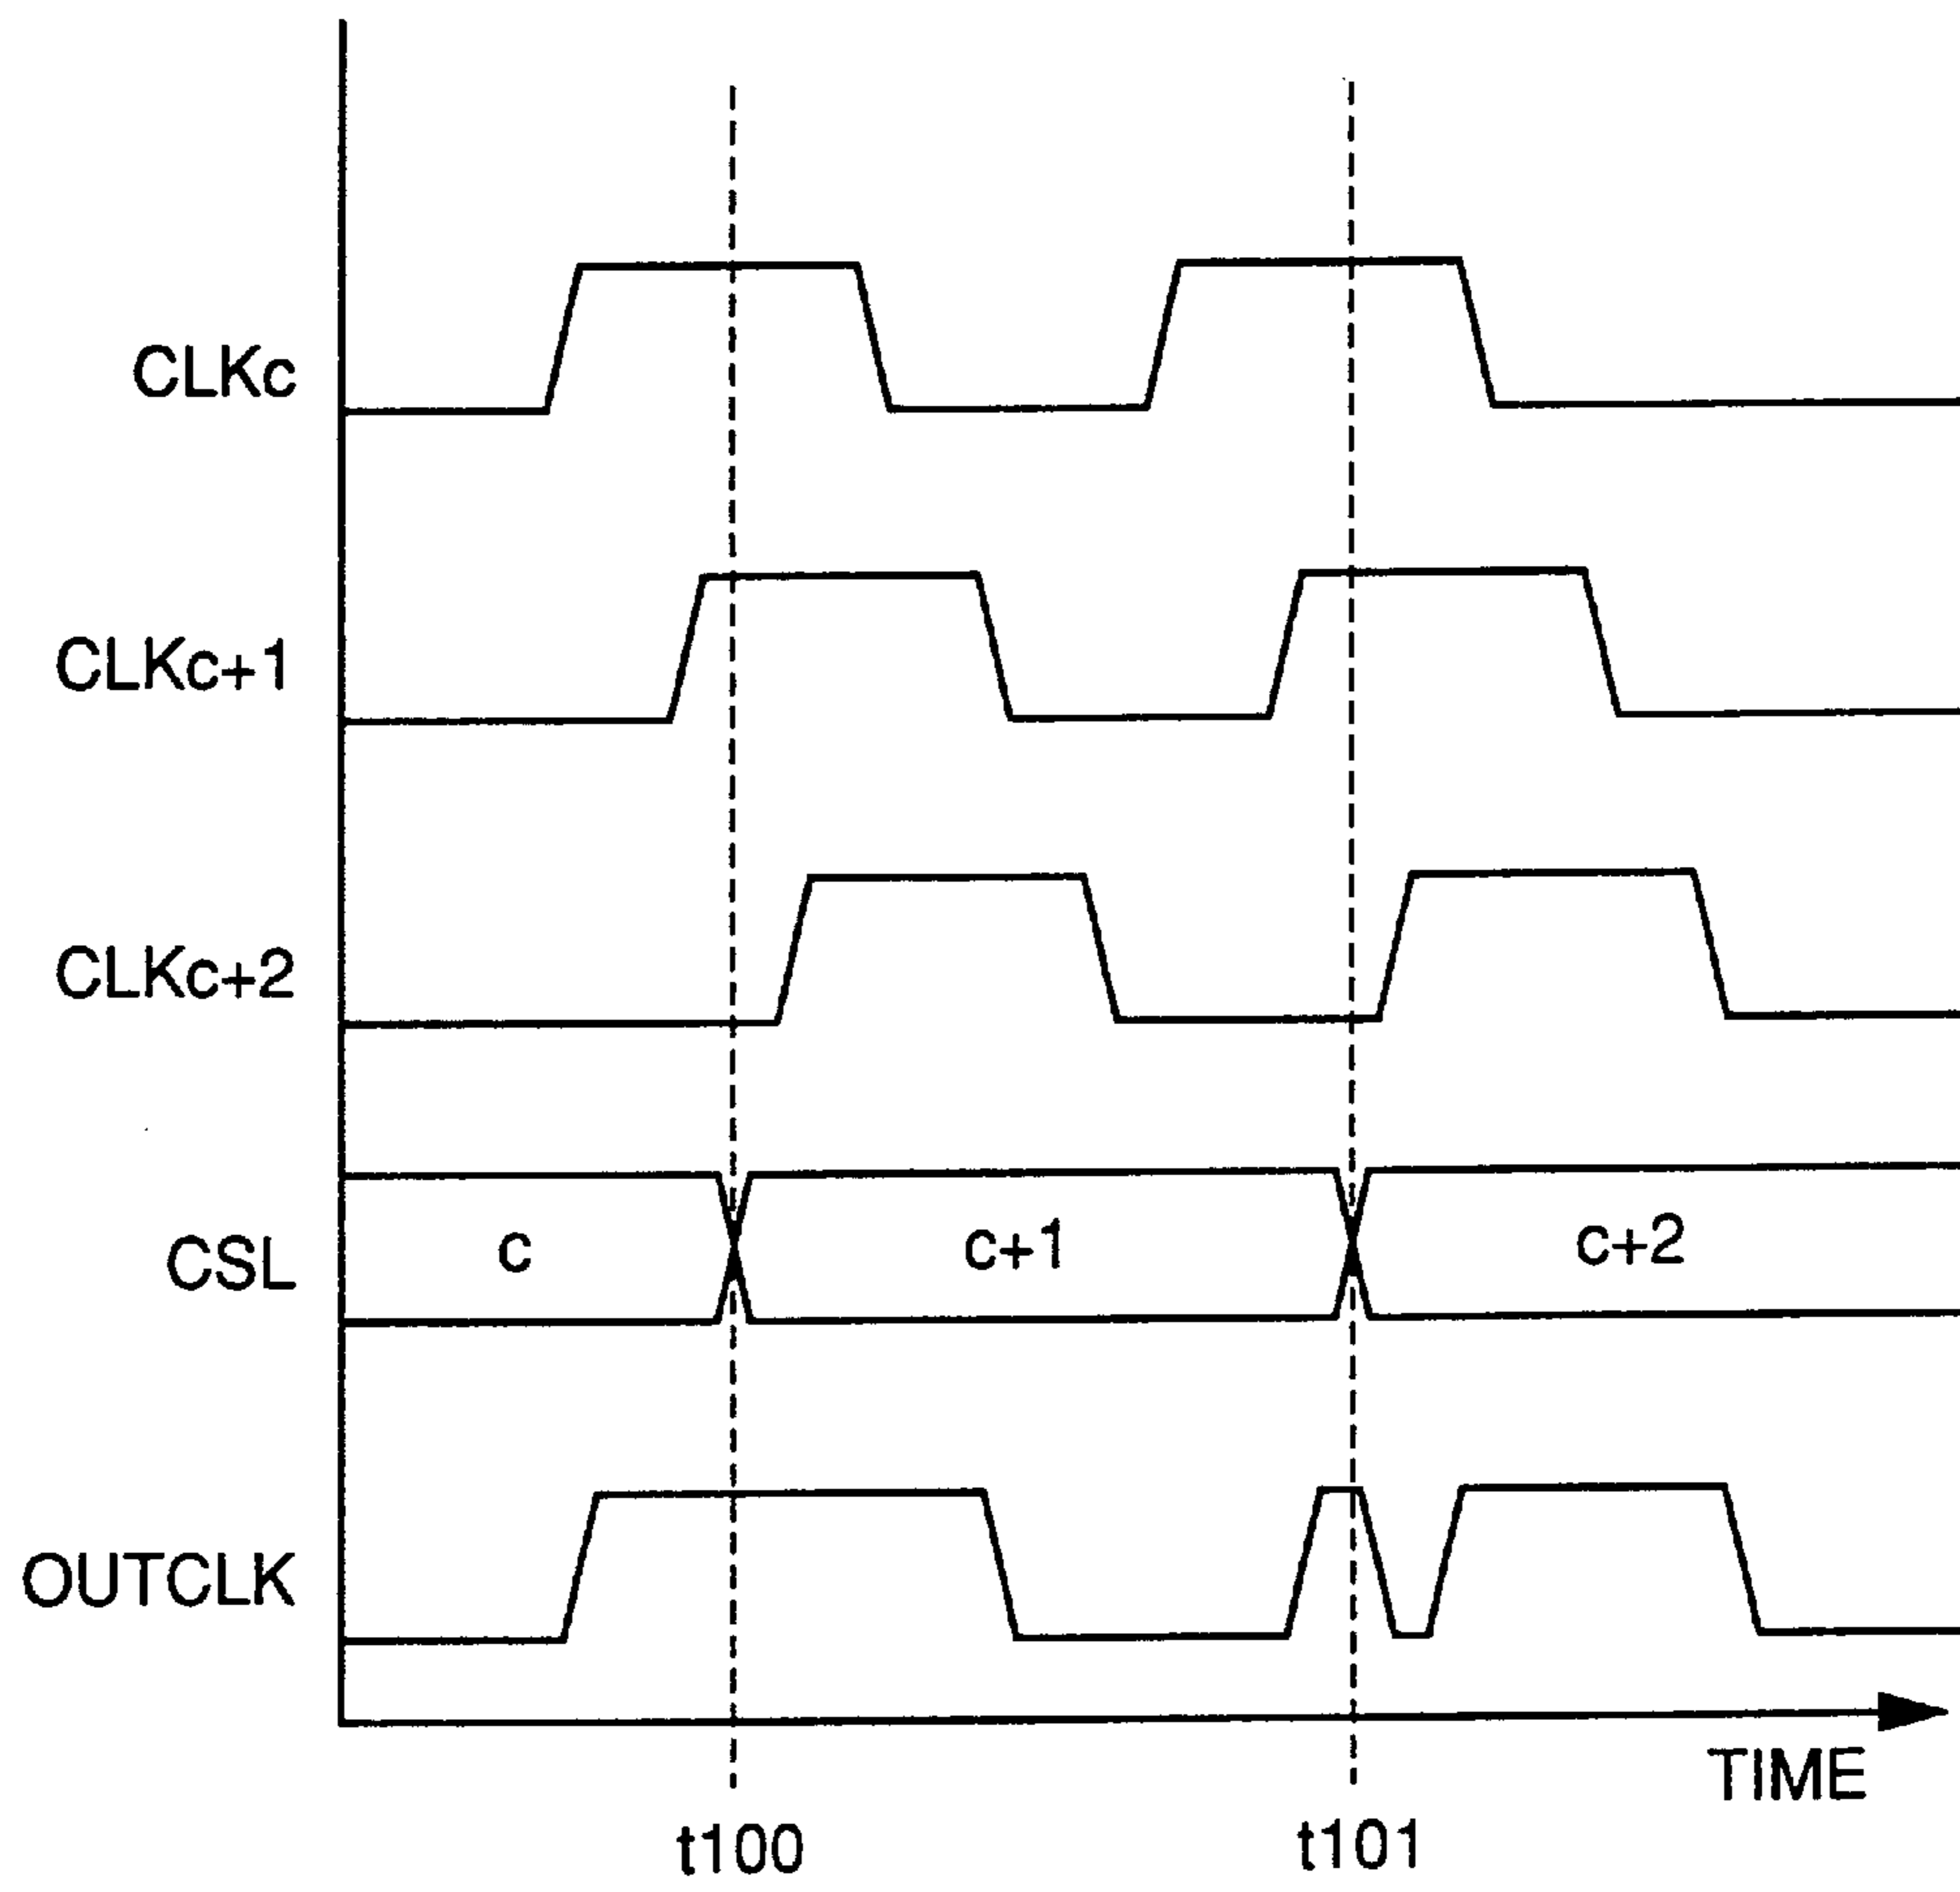 CLKc
CLKc+1
CLKc+2
CSL
c
c+1
c+2
OUTCLK
TIME
t100
t101